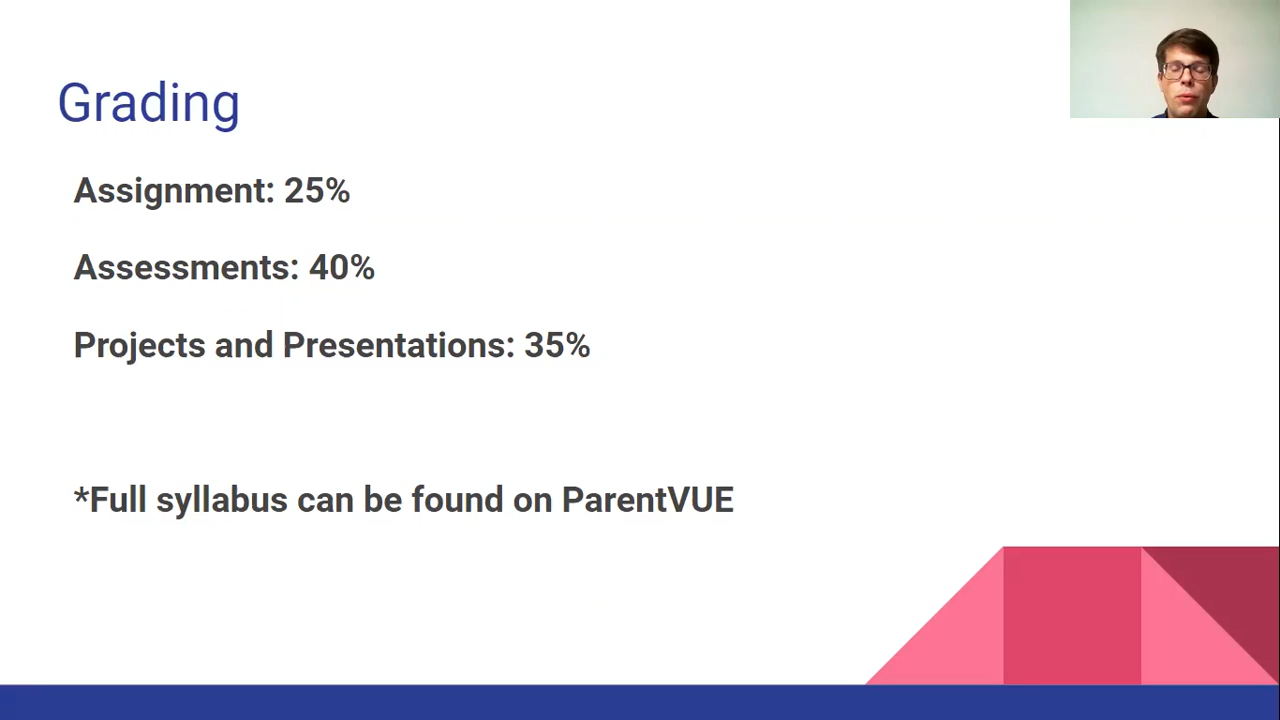 Grading
Assignment: 25%
Assessments: 40%
Projects and Presentations: 35%
*Full syllabus can be found on ParentVUE